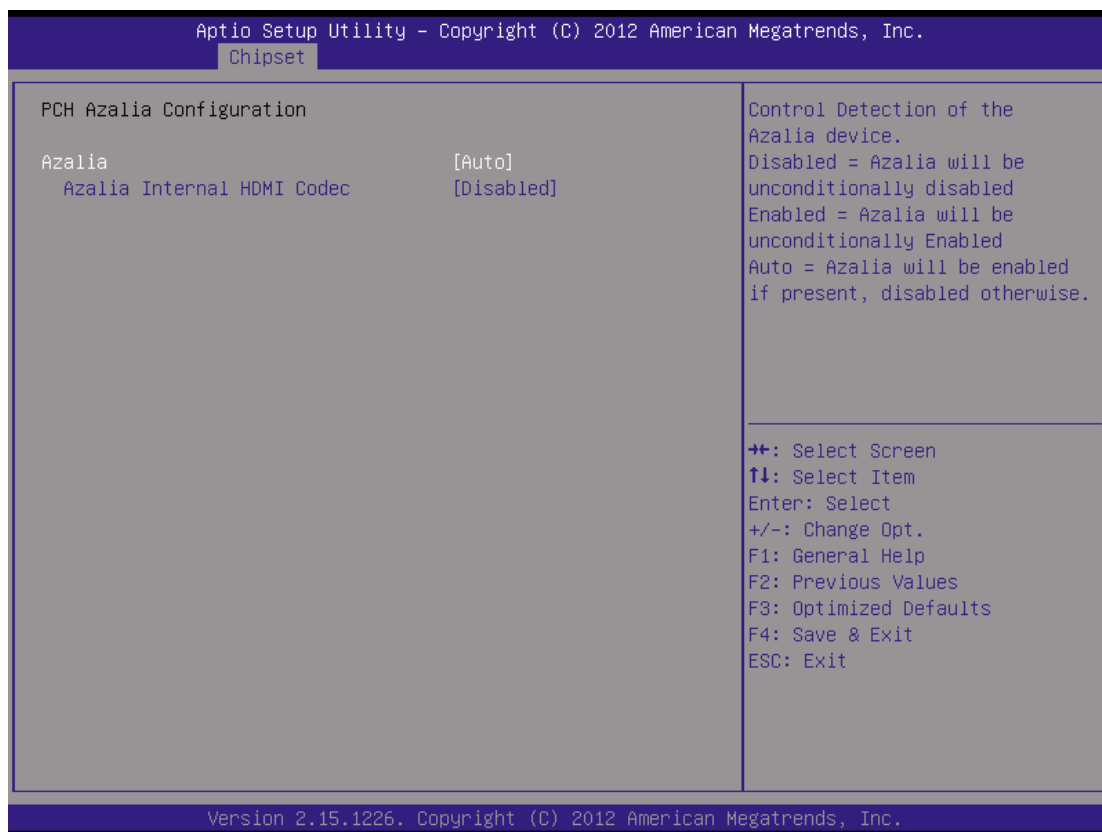 Aptio Setup Utility – Copyright (C) 2012 American Megatrends, Inc.
Chipset
PCH Azalia Configuration
Azalia [Auto]
Azalia Internal HDMI Codec [Disabled]
Control Detection of the
Azalia device.
Disabled = Azalia will be
unconditionally disabled
Enabled = Azalia will be
unconditionally Enabled
Auto = Azalia will be enabled
if present, disabled otherwise.
→←: Select Screen
↑↓: Select Item
Enter: Select
+/-: Change Opt.
F1: General Help
F2: Previous Values
F3: Optimized Defaults
F4: Save & Exit
ESC: Exit
Version 2.15.1226. Copyright (C) 2012 American Megatrends, Inc.